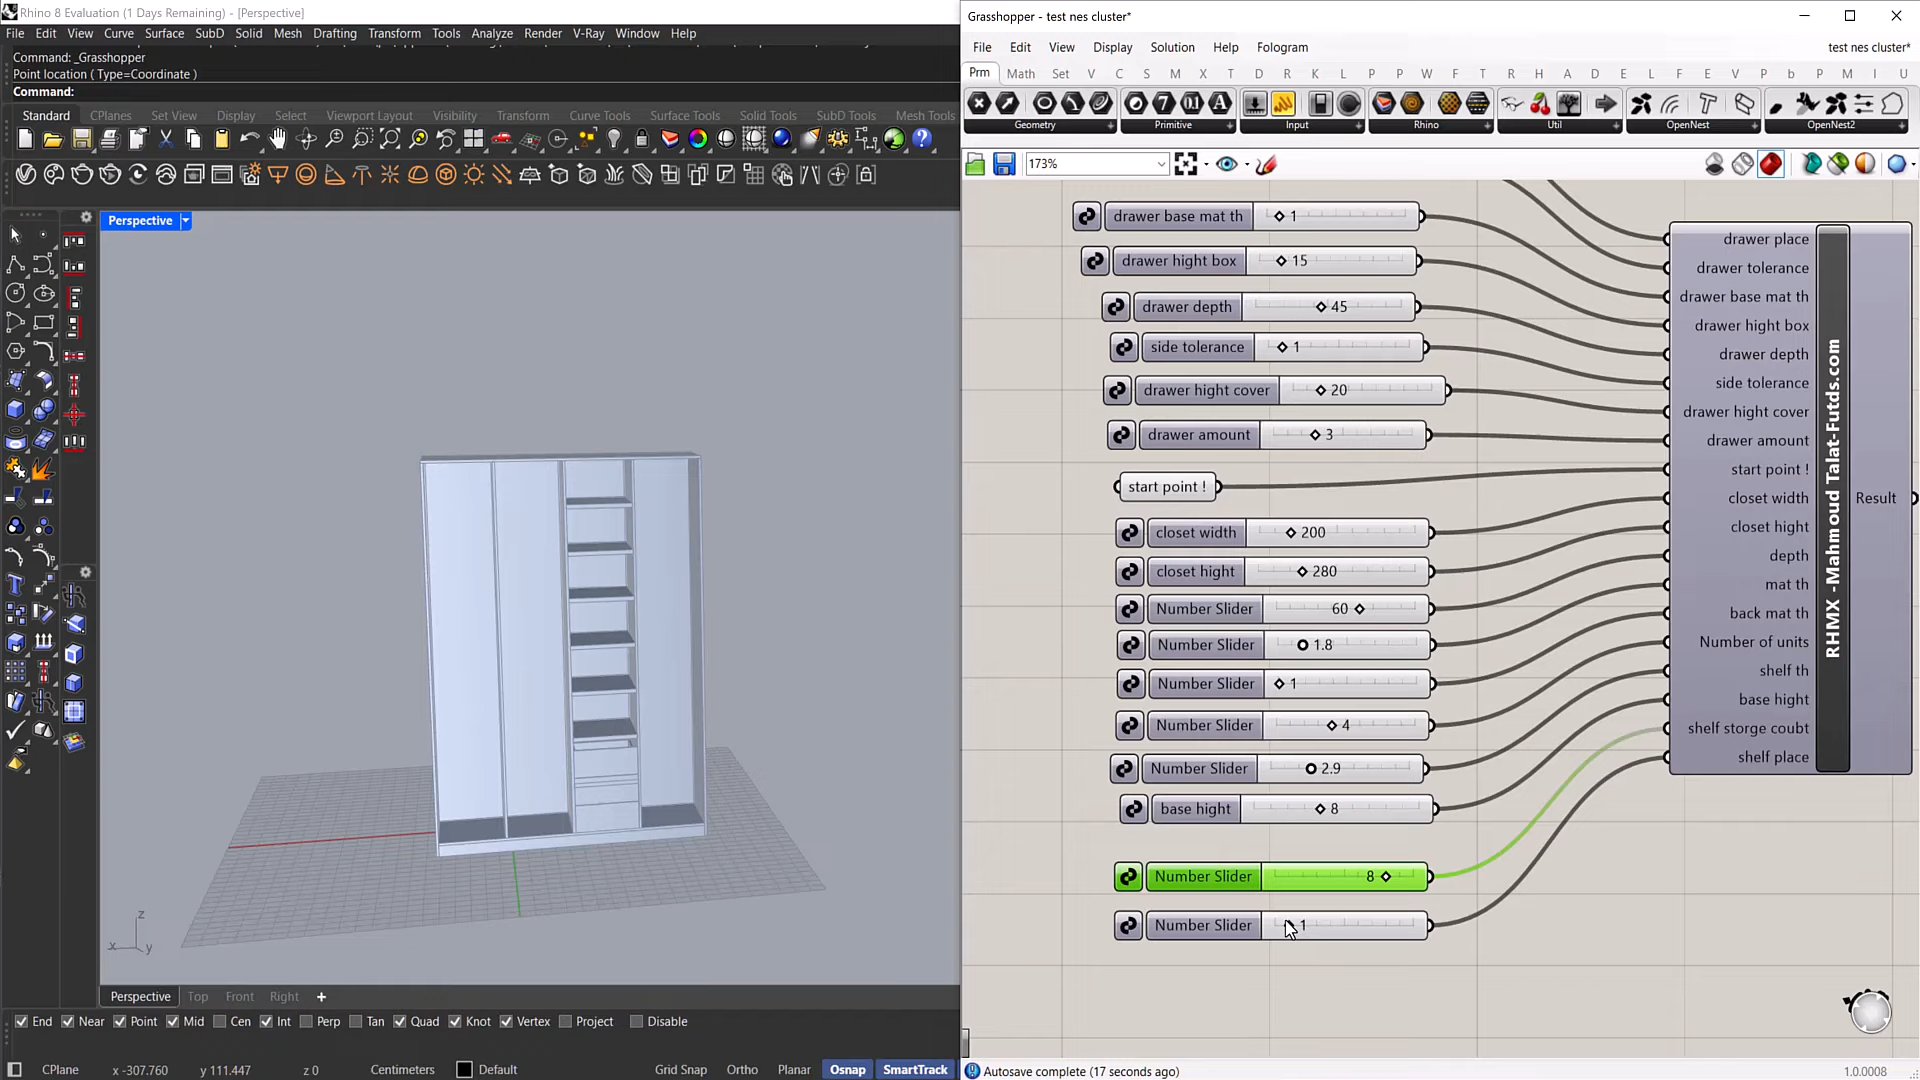 Rhino 8 Evaluation (1 Days Remaining) - [Perspective]
File Edit View Curve Surface SubD Solid Mesh Drafting Transform Tools Analyze Render V-Ray Window Help
Command: _Grasshopper
Point location ( Type=Coordinate )
Command:
Standard CPlanes Set View Display Select Viewport Layout Visibility Transform Curve Tools Surface Tools Solid Tools SubD Tools Mesh Tools
Perspective
z
x
y
Perspective Top Front Right
End Near Point Mid Cen Int Perp Tan Quad Knot Vertex Project Disable
CPlane x -307.760 y 111.447 z 0 Centimeters Default Grid Snap Ortho Planar Osnap SmartTrack
Grasshopper - test nes cluster*
File Edit View Display Solution Help Fologram test nes cluster*
Prm Math Set V C S M X T D R K L P P W F T R H A D E L F N U P b P M I U
Geometry Primitive Input Rhino Util OpenNest OpenNest2
173%
drawer base mat th 1
drawer hight box 15
drawer depth 45
side tolerance 1
drawer hight cover 20
drawer amount 3
start point !
closet width 200
closet hight 280
Number Slider 60
Number Slider 1.8
Number Slider 1
Number Slider 4
Number Slider 2.9
base hight 8
Number Slider 8
Number Slider 1
drawer place
drawer tolerance
drawer base mat th
drawer hight box
drawer depth
side tolerance
drawer hight cover
drawer amount
start point !
closet width
closet hight
depth
mat th
back mat th
Number of units
shelf th
base hight
shelf storge coubt
shelf place
RHMX -Mahmoud Talat-Futds.com
Result
Autosave complete (17 seconds ago) 1.0.0008